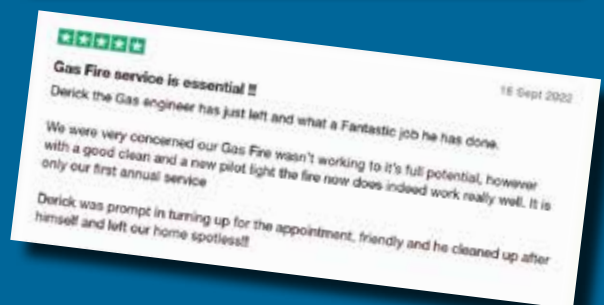 Gas Fire service is essential !!!
16 Sept 2022
Derick the Gas engineer has just left and what a Fantastic job he has done.
We were very concerned our Gas Fire wasn't working to it's full potential, however
with a good clean and a new pilot light the fire now does indeed work really well. It is
only our first annual service
Derick was prompt in turning up for the appointment, friendly and he cleaned up after
himself and left our home spotless!!!